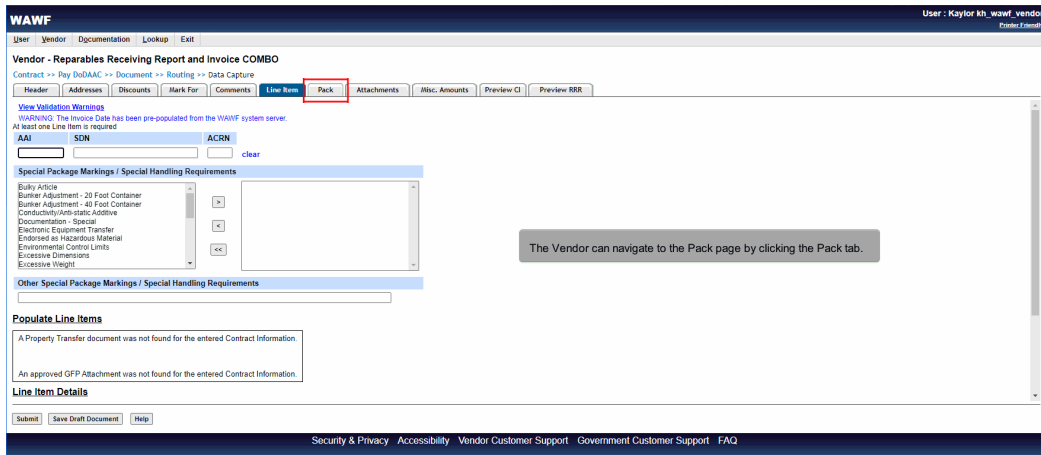 WAWF
User : Kaylor kh_wawf_vendor
Printer Friendly
User Vendor Documentation Lookup Exit
Vendor - Reparables Receiving Report and Invoice COMBO
Contract >> Pay DoDAAC >> Document >> Routing >> Data Capture
Header Addresses Discounts Mark For Comments Line Item Pack Attachments Misc. Amounts Preview CI Preview RRR
View Validation Warnings
WARNING: The Invoice Date has been pre-populated from the WAWF system server.
At least one Line Item is required
AAI SDN ACRN
clear
Special Package Markings / Special Handling Requirements
Bulky Article
Bunker Adjustment - 20 Foot Container
Bunker Adjustment - 40 Foot Container
Conductivity/Anti-static Additive
Documentation - Special
Electronic Equipment Transfer
Endorsed as Hazardous Material
Environmental Control Limits
Excessive Dimensions
Excessive Weight
>
<
<<
The Vendor can navigate to the Pack page by clicking the Pack tab.
Other Special Package Markings / Special Handling Requirements
Populate Line Items
A Property Transfer document was not found for the entered Contract Information.
An approved GFP Attachment was not found for the entered Contract Information.
Line Item Details
Submit Save Draft Document Help
Security & Privacy Accessibility Vendor Customer Support Government Customer Support FAQ